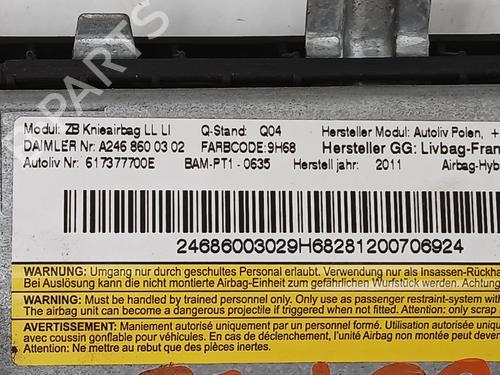 Modul: ZB Knieairbag LL LI Q-Stand: Q04 Hersteller Modul: Autoliv Polen, +
DAIMLER Nr: A246 860 03 02 FARBCODE:9H68 Hersteller GG: Livbag-Fran
Autoliv Nr: 617377700E BAM-PT1-0635 Herstelljahr: 2011 Airbag-Hyb
24686003029H68281200706924
WARNUNG: Umgang nur durch geschultes Personal erlaubt. Verwendung nur als Insassen-Rückha
Bei Auslösung kann die nicht montierte Airbag-Einheit zum gefährlichen Wurfstück werden. Achtung:
WARNING: Must be handled by trained personnel only. Only use as passenger restraint-system with
The airbag unit can become a dangerous projectile if triggered when not fitted. Attention: only scrap
AVERTISSEMENT: Maniement autorisé uniquement par un personnel formé. Utilisation autorisée uniq
avec coussin gonflable pour véhicules. En cas de déclenchement, l'unité Airbag non montée peut deven
Ne mettre au rebut que des pièces inertes.
B-PARTS